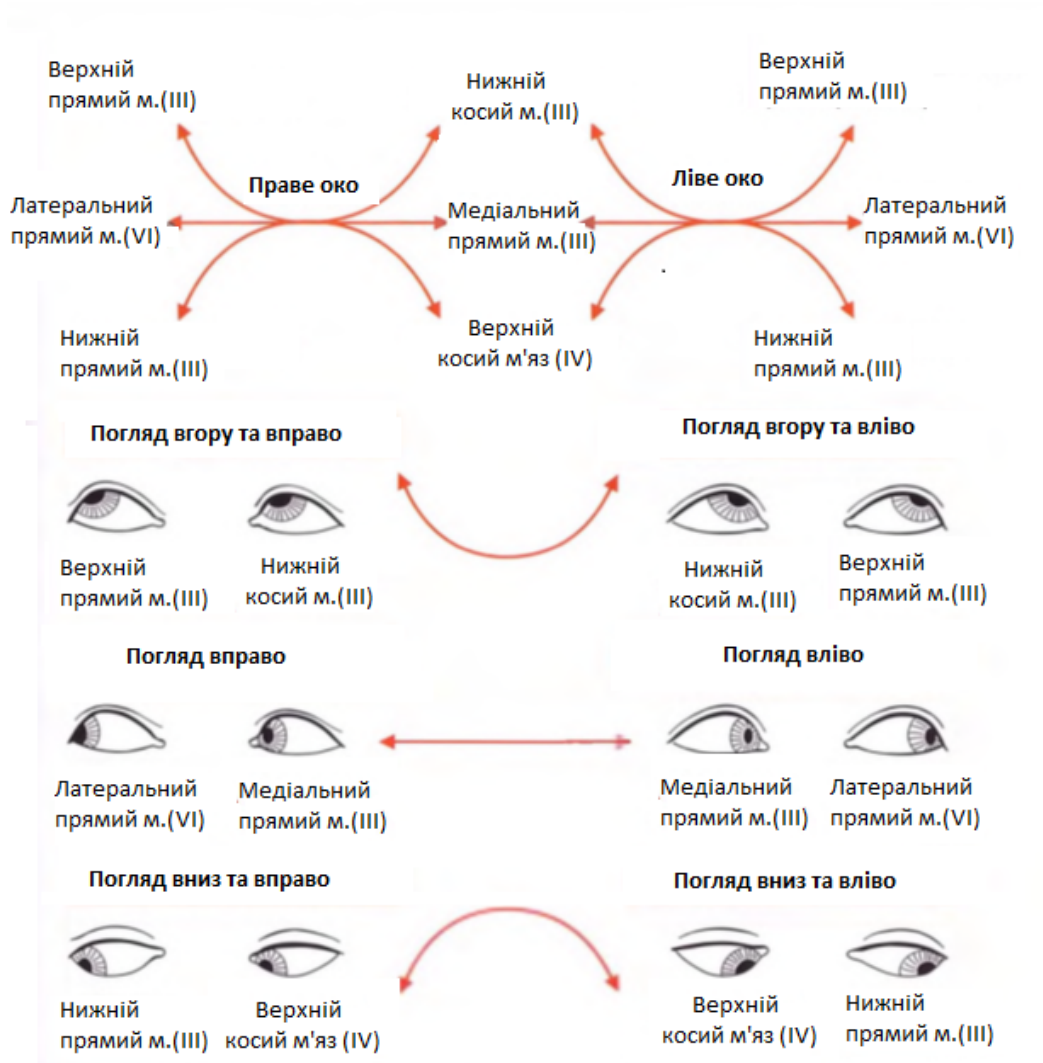 Верхній
прямий м.(III)
Нижній
косий м.(III)
Верхній
прямий м.(III)
Праве око
Ліве око
Латеральний
прямий м.(VI)
Медіальний
прямий м.(III)
Латеральний
прямий м.(VI)
Нижній
прямий м.(III)
Верхній
косий м'яз (IV)
Нижній
прямий м.(III)
Погляд вгору та вправо
Погляд вгору та вліво
Верхній
прямий м.(III)
Нижній
косий м.(III)
Нижній
косий м.(III)
Верхній
прямий м.(III)
Погляд вправо
Погляд вліво
Латеральний
прямий м.(VI)
Медіальний
прямий м.(III)
Медіальний
прямий м.(III)
Латеральний
прямий м.(VI)
Погляд вниз та вправо
Погляд вниз та вліво
Нижній
прямий м.(III)
Верхній
косий м'яз (IV)
Верхній
косий м'яз (IV)
Нижній
прямий м.(III)